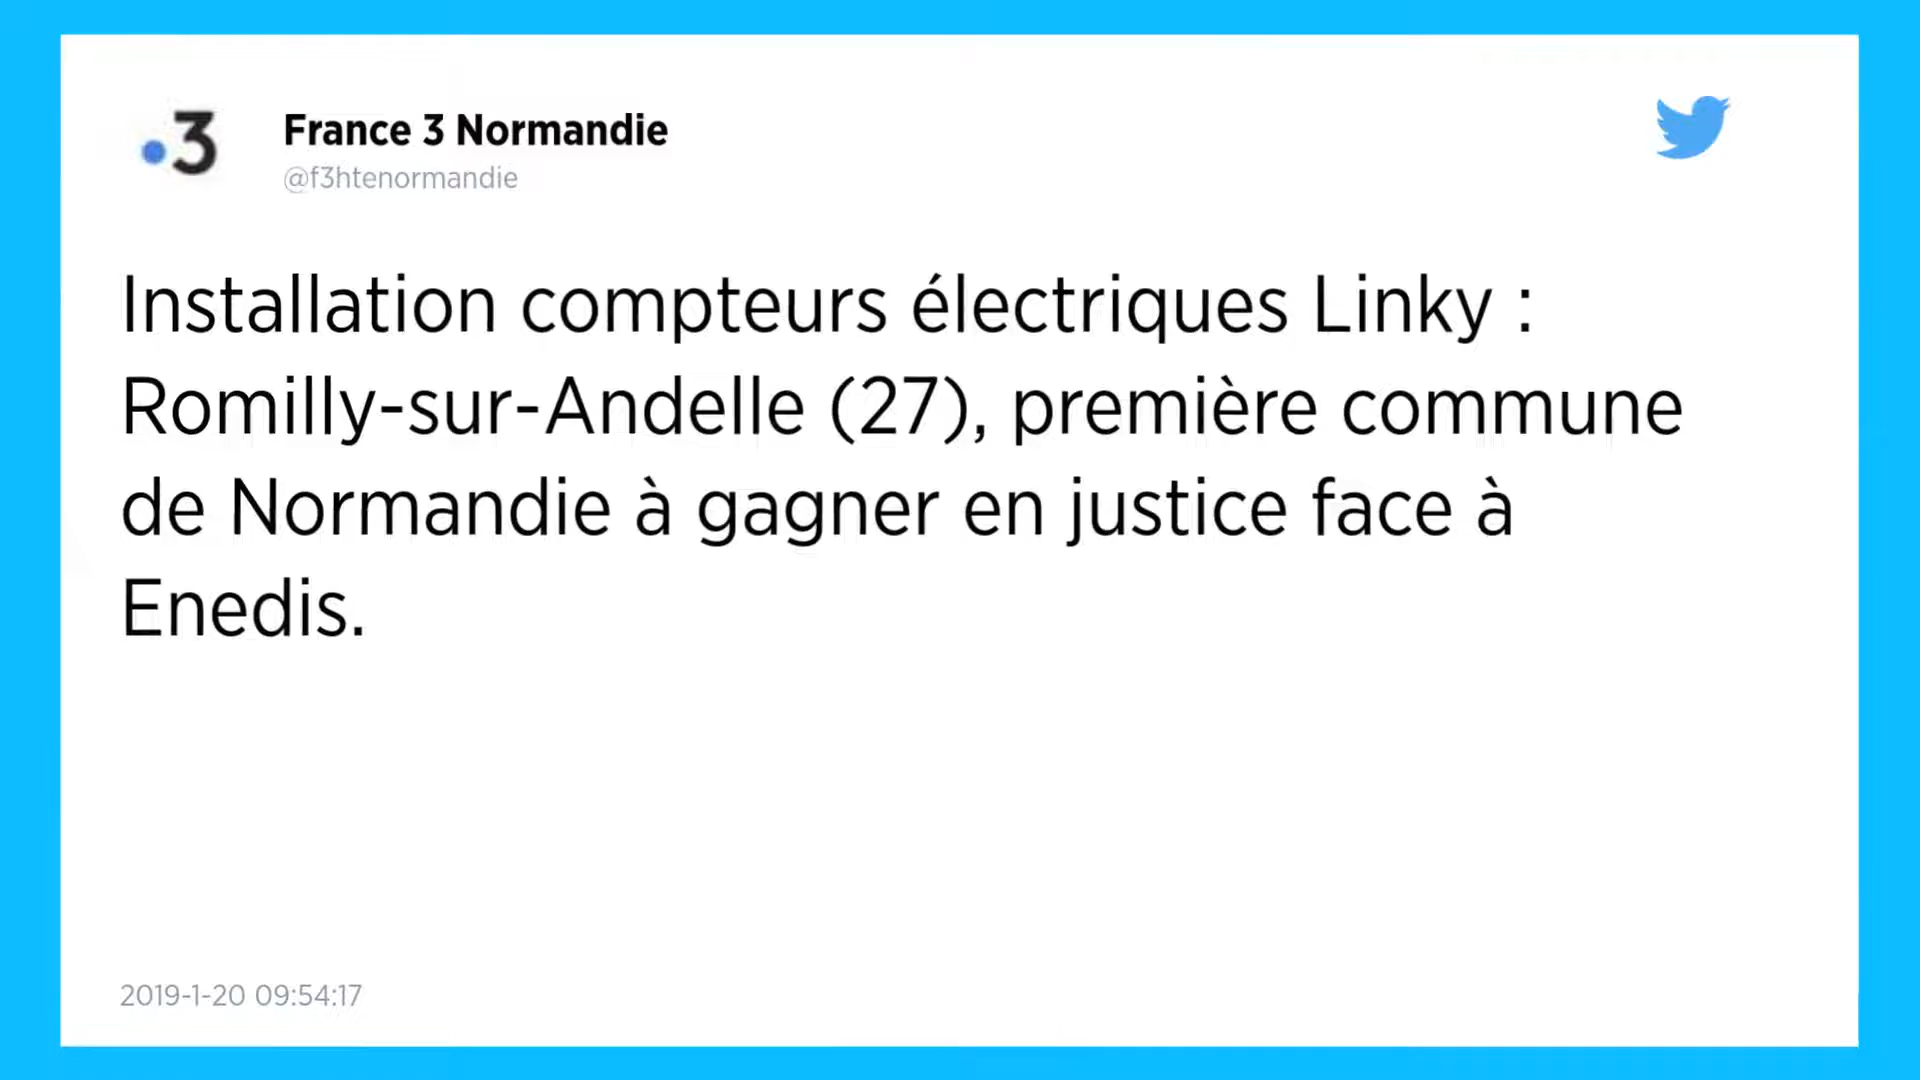 3
France 3 Normandie
@f3htenormandie
Installation compteurs électriques Linky :
Romilly-sur-Andelle (27), première commune
de Normandie à gagner en justice face à
Enedis.
2019-1-20 09:54:17